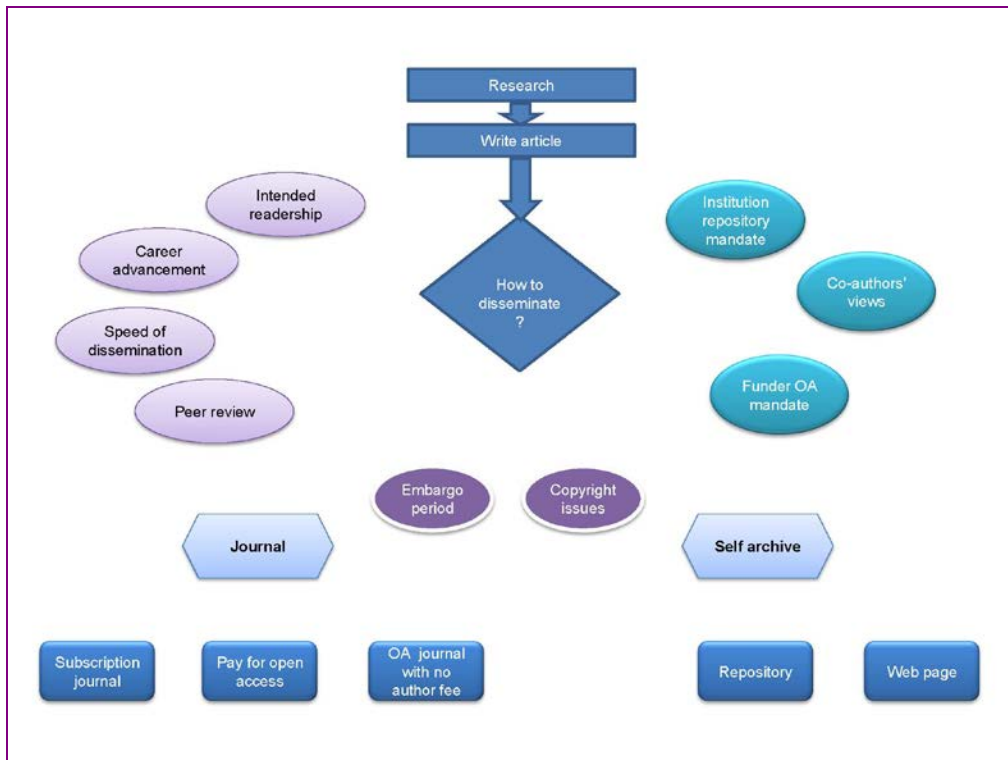 Research
Write article
Intended
readership
Institution
repository
mandate
Career
advancement
How to
disseminate
?
Co-authors'
views
Speed of
dissemination
Funder OA
mandate
Peer review
Embargo
period
Copyright
issues
Journal
Self archive
Subscription
journal
Pay for open
access
OA journal
with no
author fee
Repository
Web page